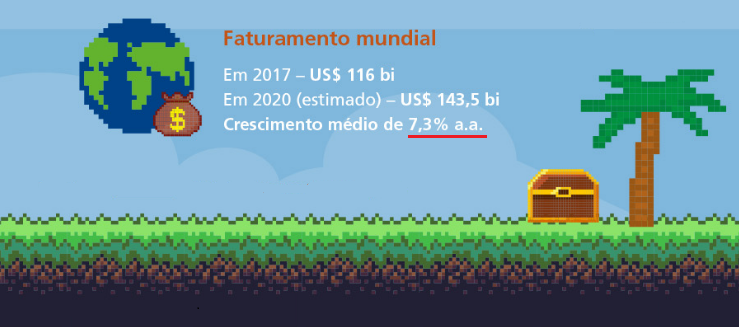 Faturamento mundial
Em 2017 – US$ 116 bi
Em 2020 (estimado) – US$ 143,5 bi
Crescimento médio de 7,3% a.a.
$